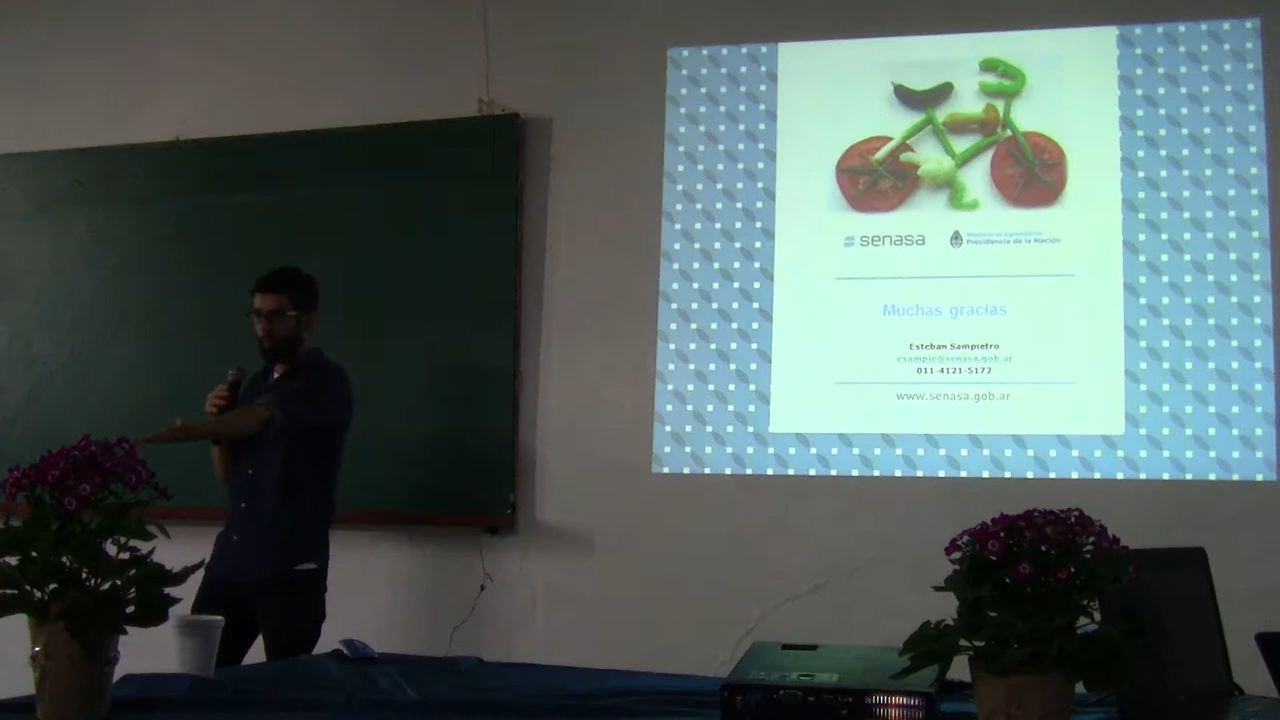 senasa
Ministerio de Agroindustria
Presidencia de la Nación
Muchas gracias
Esteban Sampietro
esampie@senasa.gob.ar
011-4121-5172
www.senasa.gob.ar